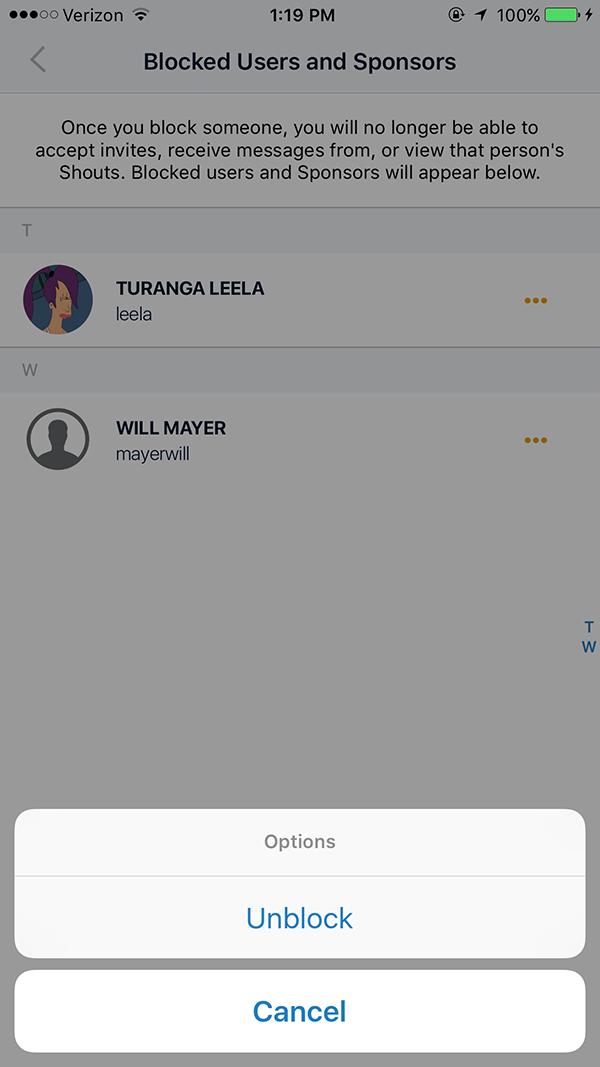 Verizon 1:19 PM 100%
Blocked Users and Sponsors
Once you block someone, you will no longer be able to
accept invites, receive messages from, or view that person's
Shouts. Blocked users and Sponsors will appear below.
T
TURANGA LEELA
leela
W
WILL MAYER
mayerwill
T
W
Options
Unblock
Cancel